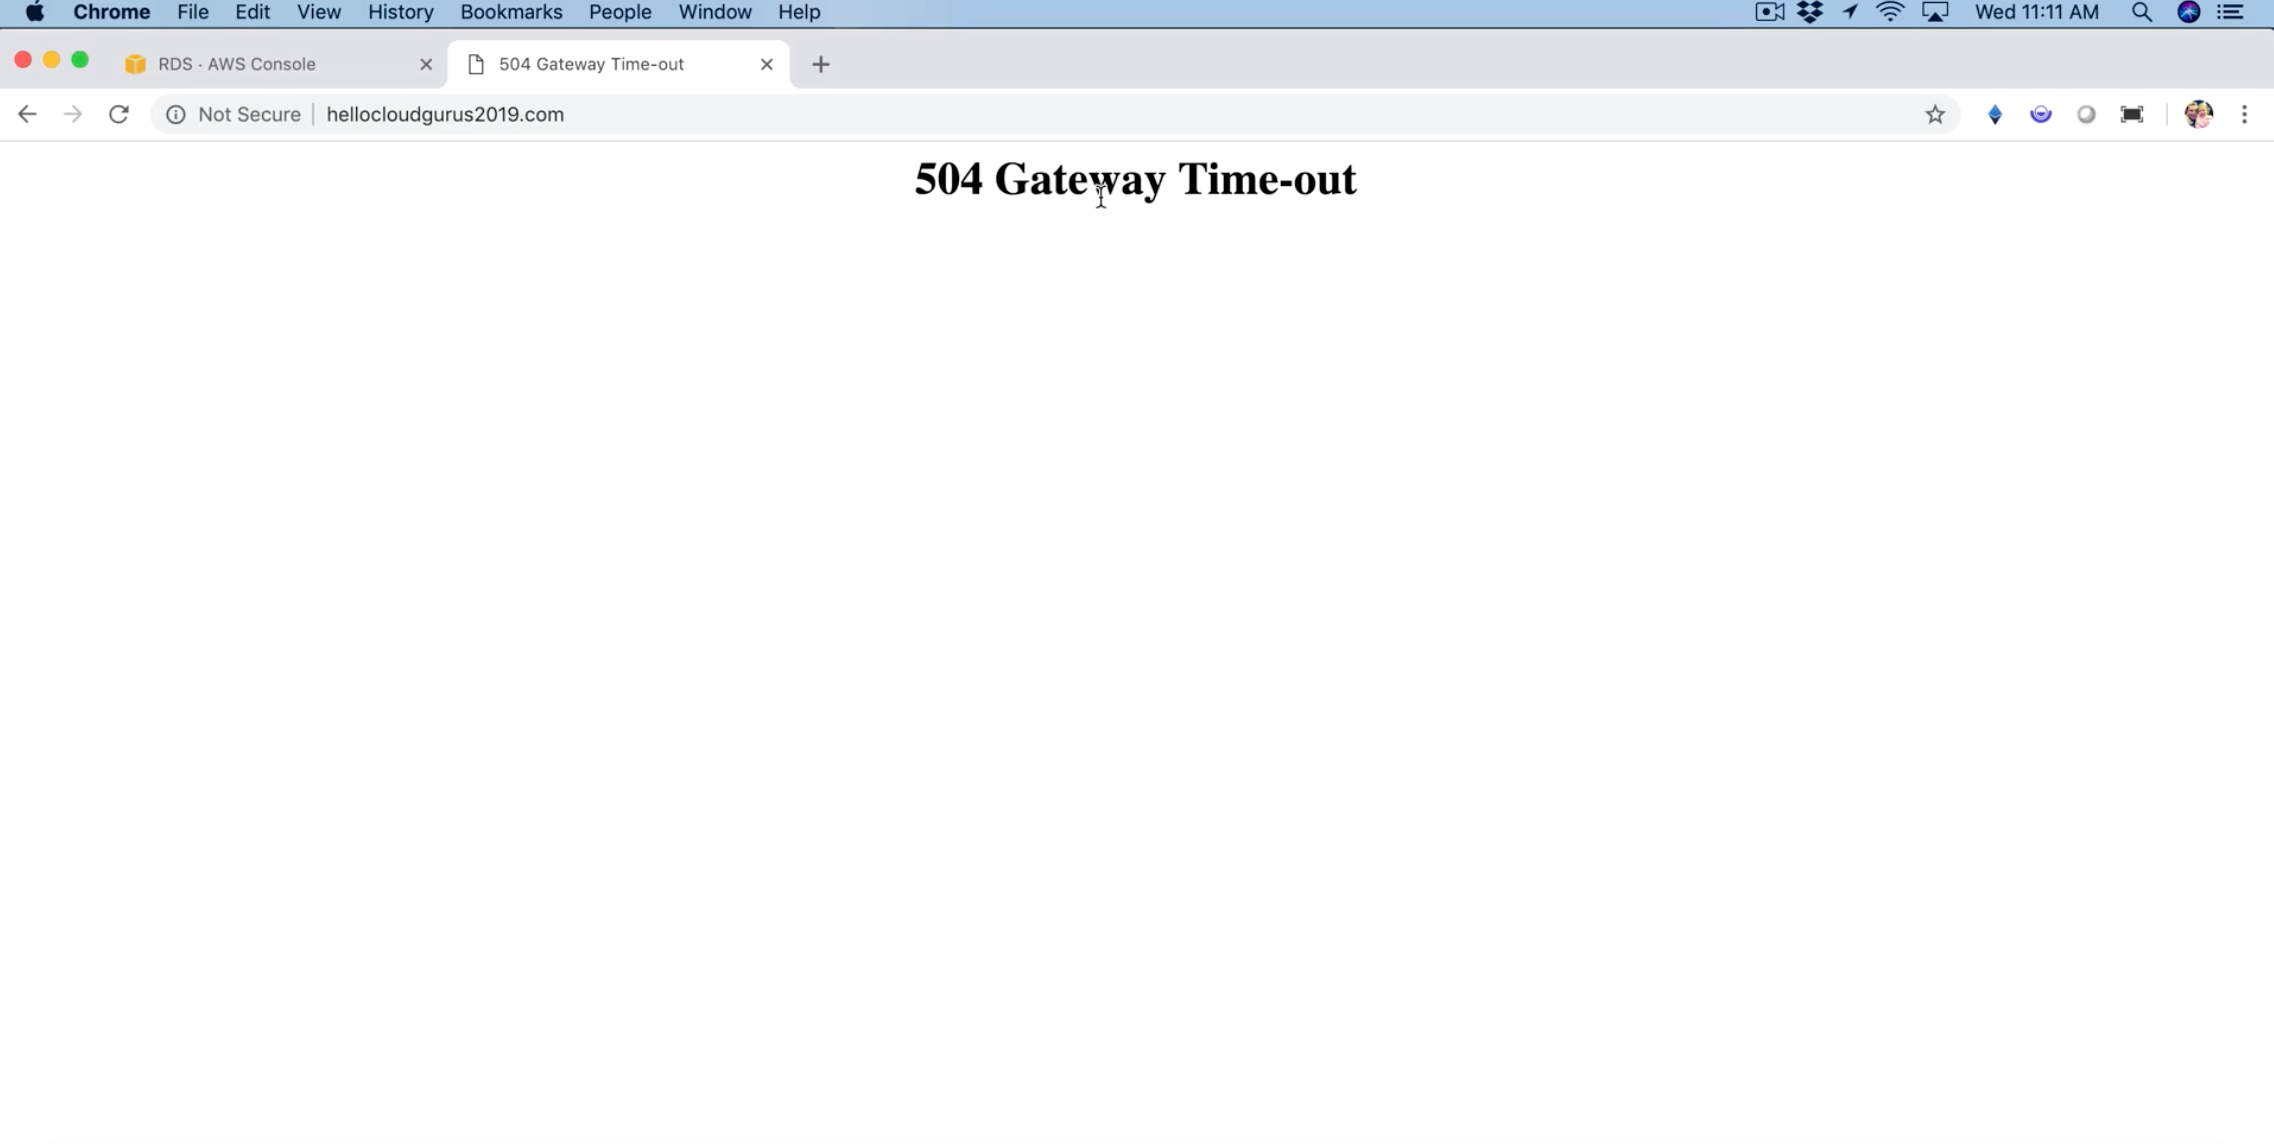 Chrome File Edit View History Bookmarks People Window Help Wed 11:11 AM
RDS · AWS Console 504 Gateway Time-out
Not Secure hellocloudgurus2019.com
504 Gateway Time-out